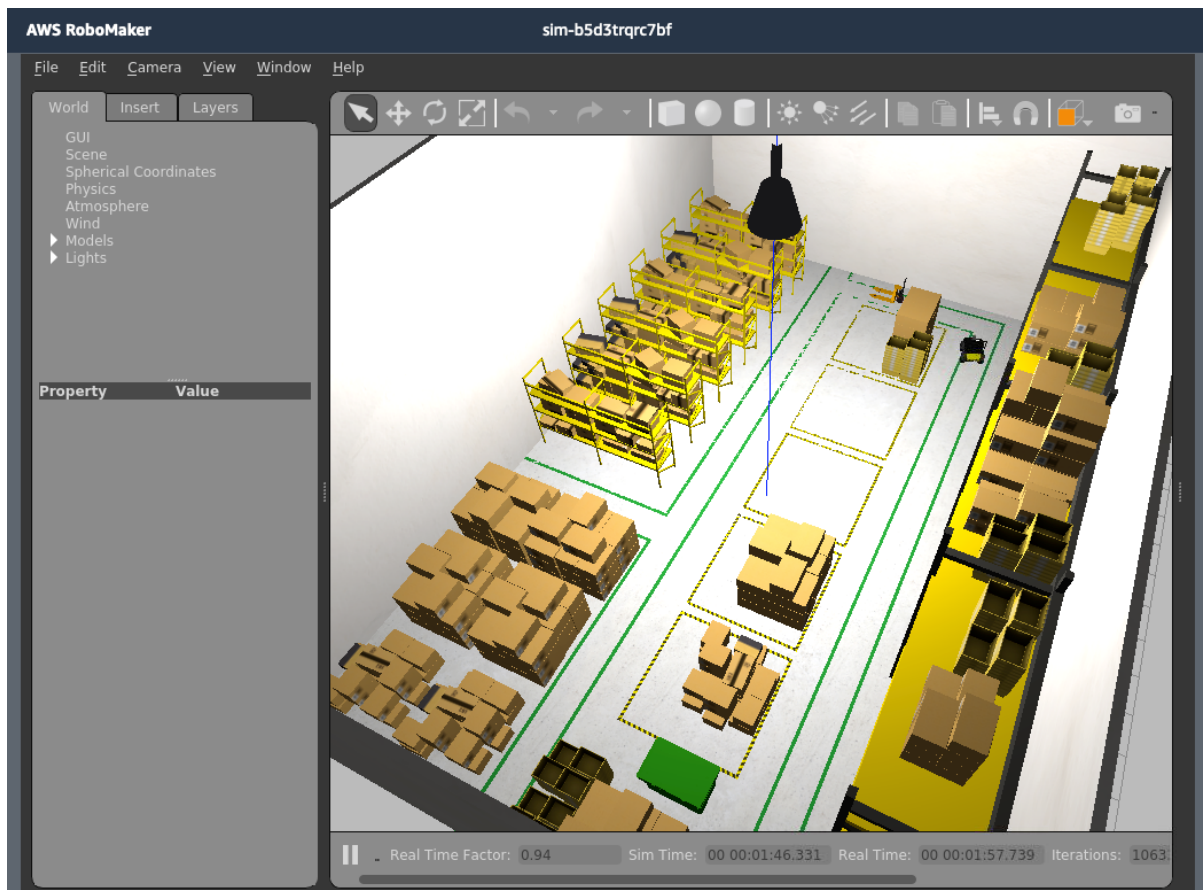 AWS RoboMaker sim-b5d3trqrc7bf
File Edit Camera View Window Help
World Insert Layers
GUI
Scene
Spherical Coordinates
Physics
Atmosphere
Wind
Models
Lights
Property Value
Real Time Factor: 0.94 Sim Time: 00 00:01:46.331 Real Time: 00 00:01:57.739 Iterations: 1063